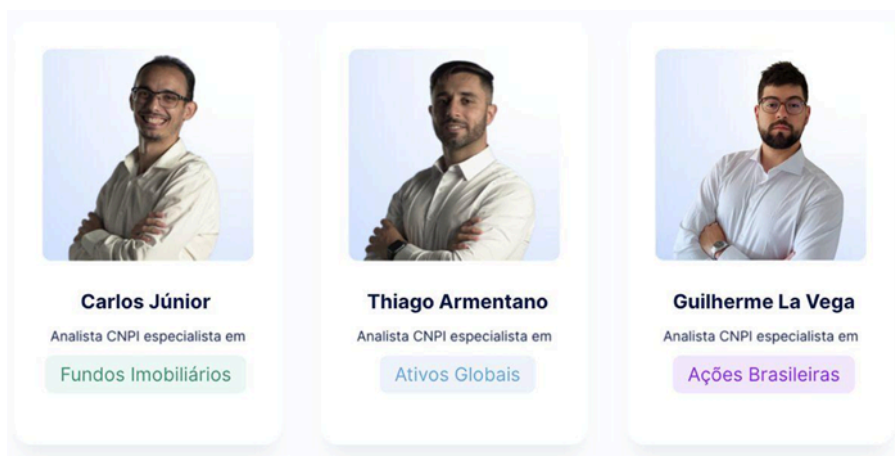 Carlos Júnior
Analista CNPI especialista em
Fundos Imobiliários
Thiago Armentano
Analista CNPI especialista em
Ativos Globais
Guilherme La Vega
Analista CNPI especialista em
Ações Brasileiras